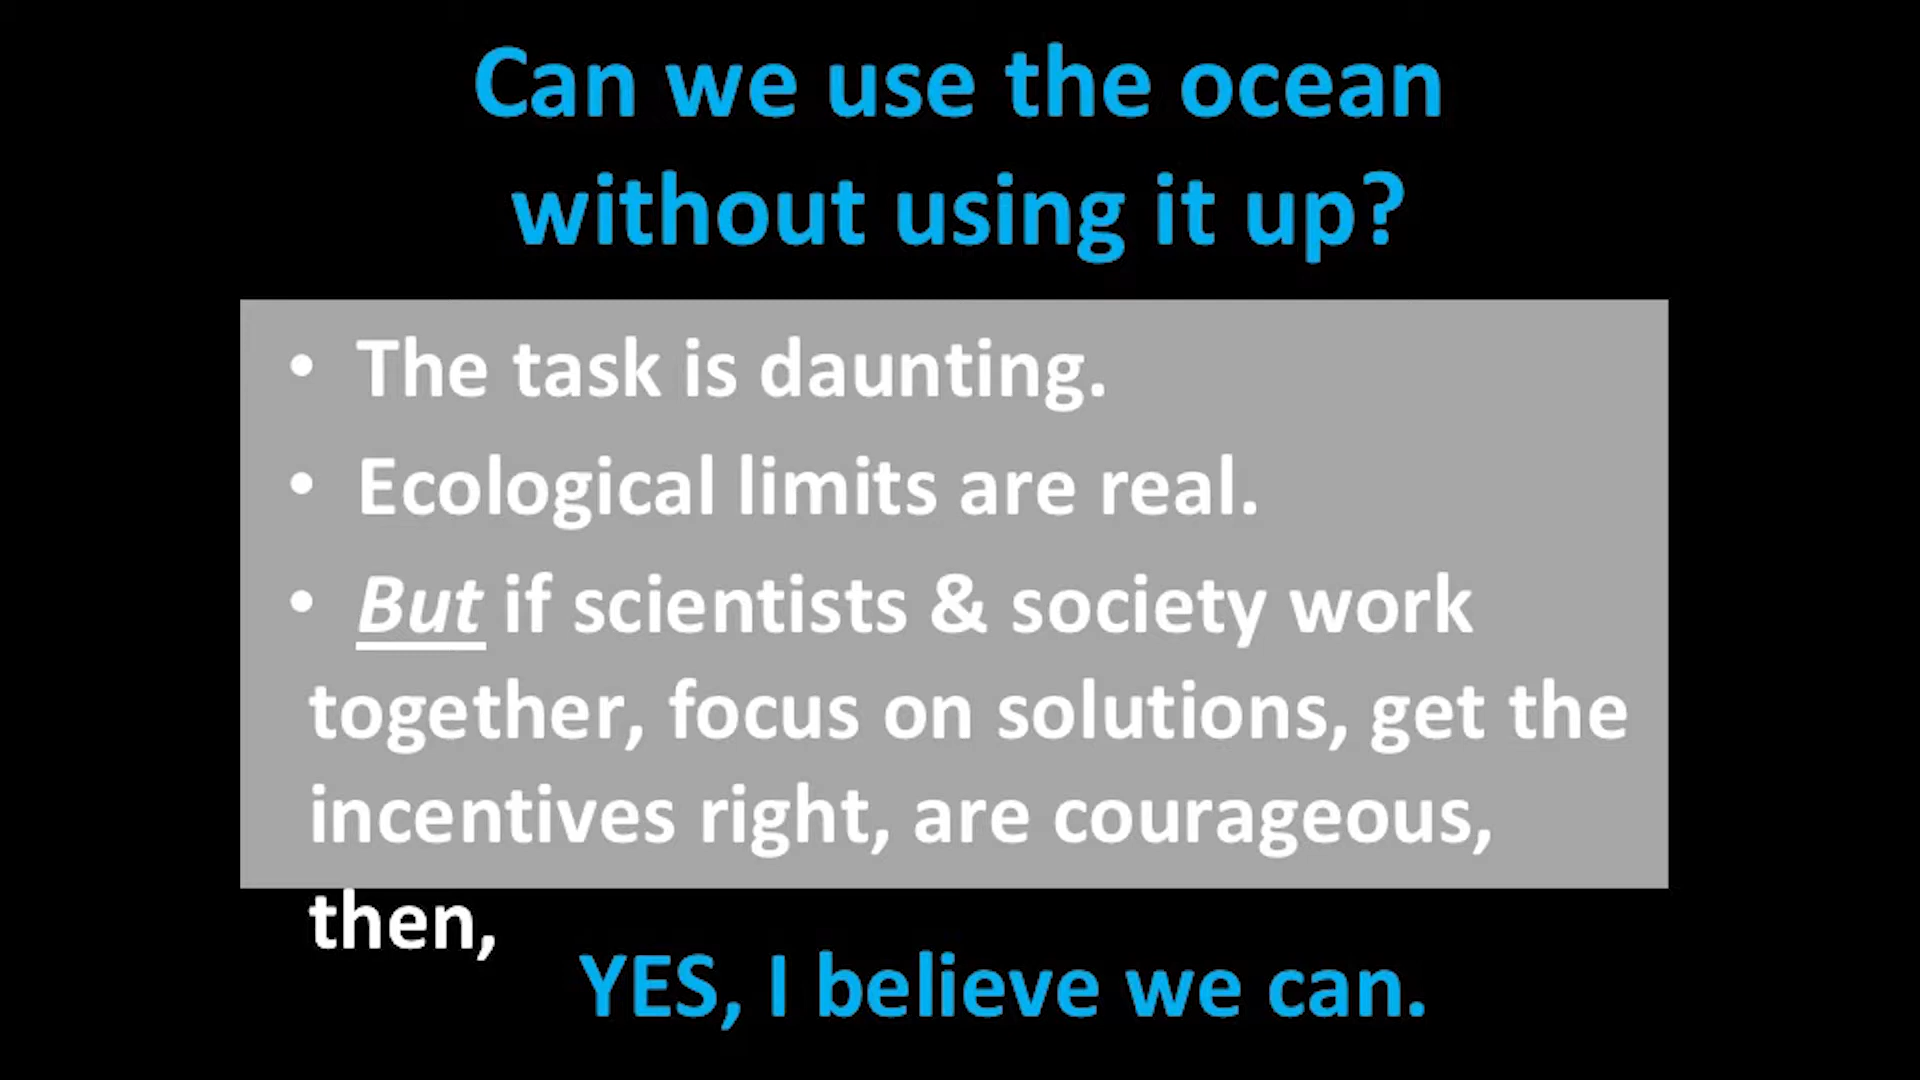 Can we use the ocean
without using it up?
• The task is daunting.
• Ecological limits are real.
• But if scientists & society work
together, focus on solutions, get the
incentives right, are courageous,
then,
YES, I believe we can.